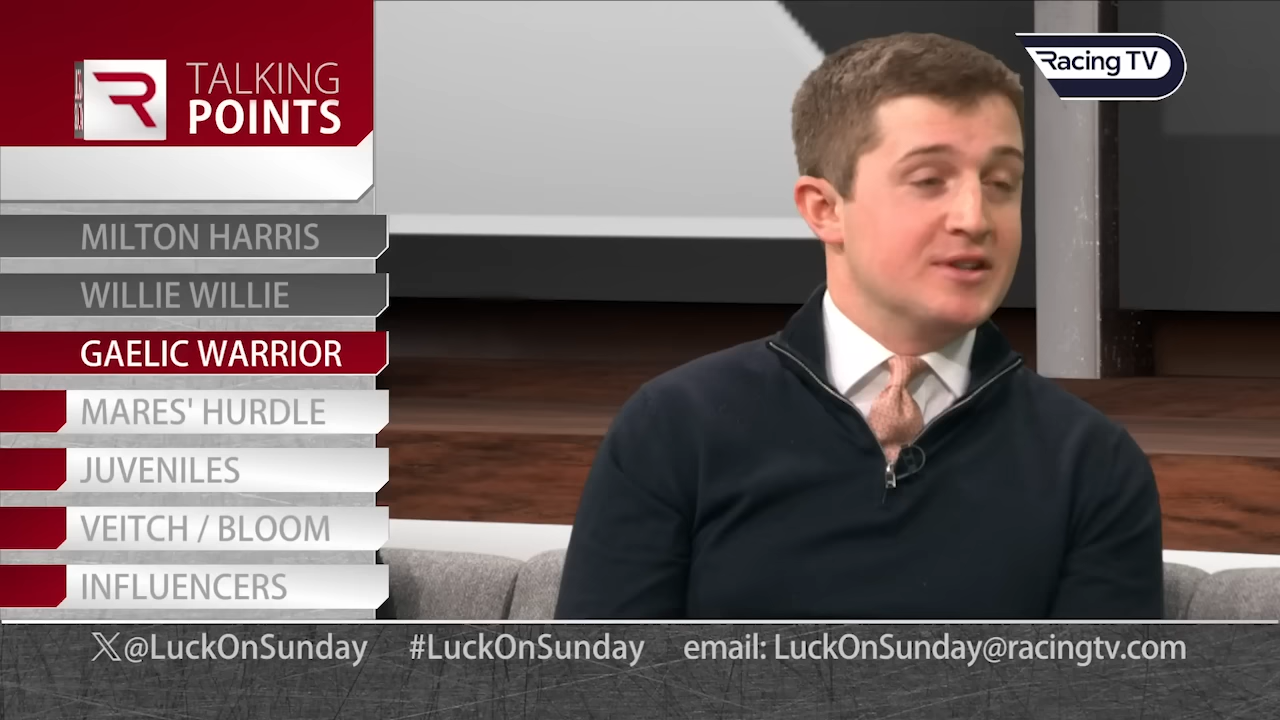 TALKING
POINTS
Racing TV
MILTON HARRIS
WILLIE WILLIE
GAELIC WARRIOR
MARES' HURDLE
JUVENILES
VEITCH / BLOOM
INFLUENCERS
X@LuckOnSunday #LuckOnSunday email: LuckOnSunday@racingtv.com